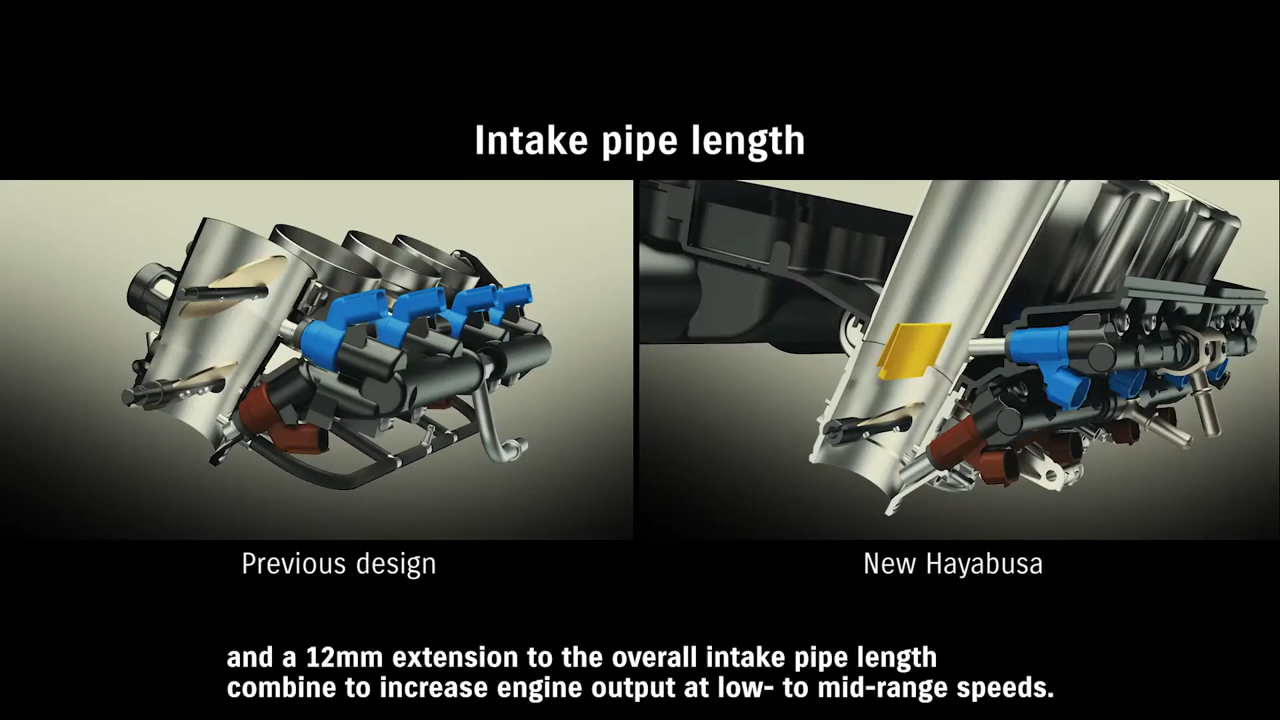 Intake pipe length
Previous design
New Hayabusa
and a 12mm extension to the overall intake pipe length
combine to increase engine output at low- to mid-range speeds.